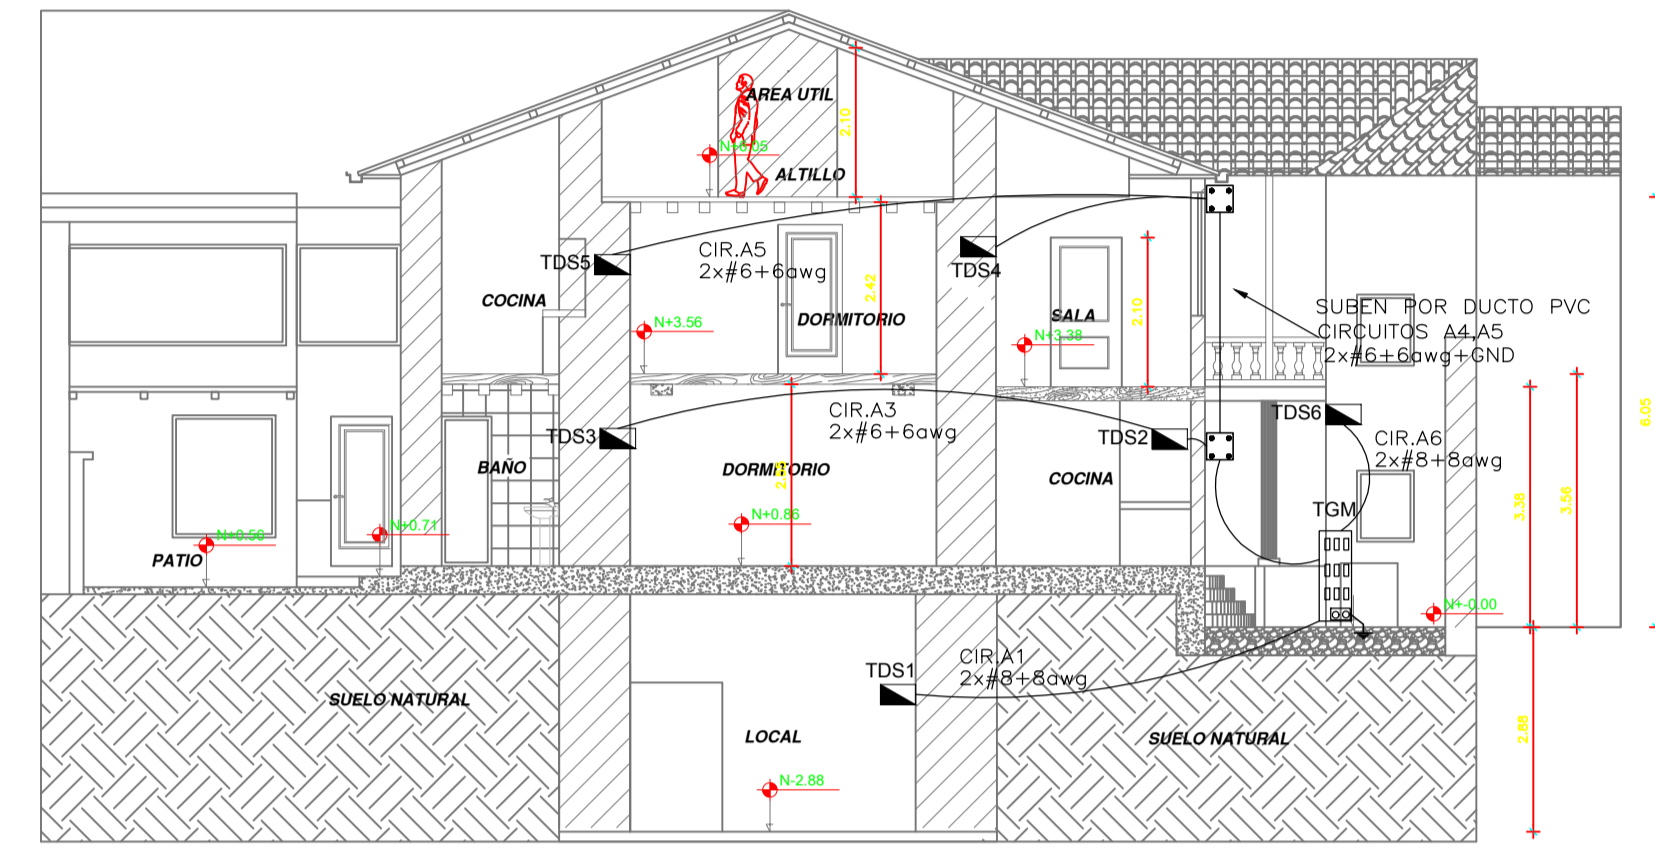 AREA UTIL
2.10
N+6.05
ALTILLO
CIR.A5
2x#6+6awg
TDS5
TDS4
COCINA
2.42
DORMITORIO
SALA
2.10
N+3.56
N+3.38
SUBEN POR DUCTO PVC
CIRCUITOS A4,A5
2x#6+6awg+GND
6.05
CIR.A3
2x#6+6awg
TDS3
TDS2
TDS6
CIR.A6
2x#8+8awg
BAÑO
DORMITORIO
COCINA
3.38
3.56
TGM
N+0.50
N+0.71
N+0.86
PATIO
N+-0.00
CIR.A1
2x#8+8awg
TDS1
SUELO NATURAL
LOCAL
SUELO NATURAL
2.88
N-2.88